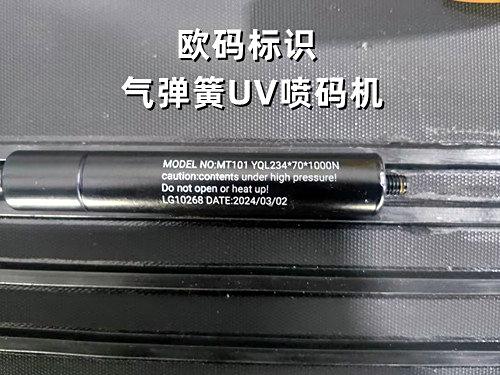 欧码标识
气弹簧UV喷码机
MODEL NO:MT101 YQL234*70*1000N
caution:contents under high pressure!
Do not open or heat up!
LG10268 DATE:2024/03/02